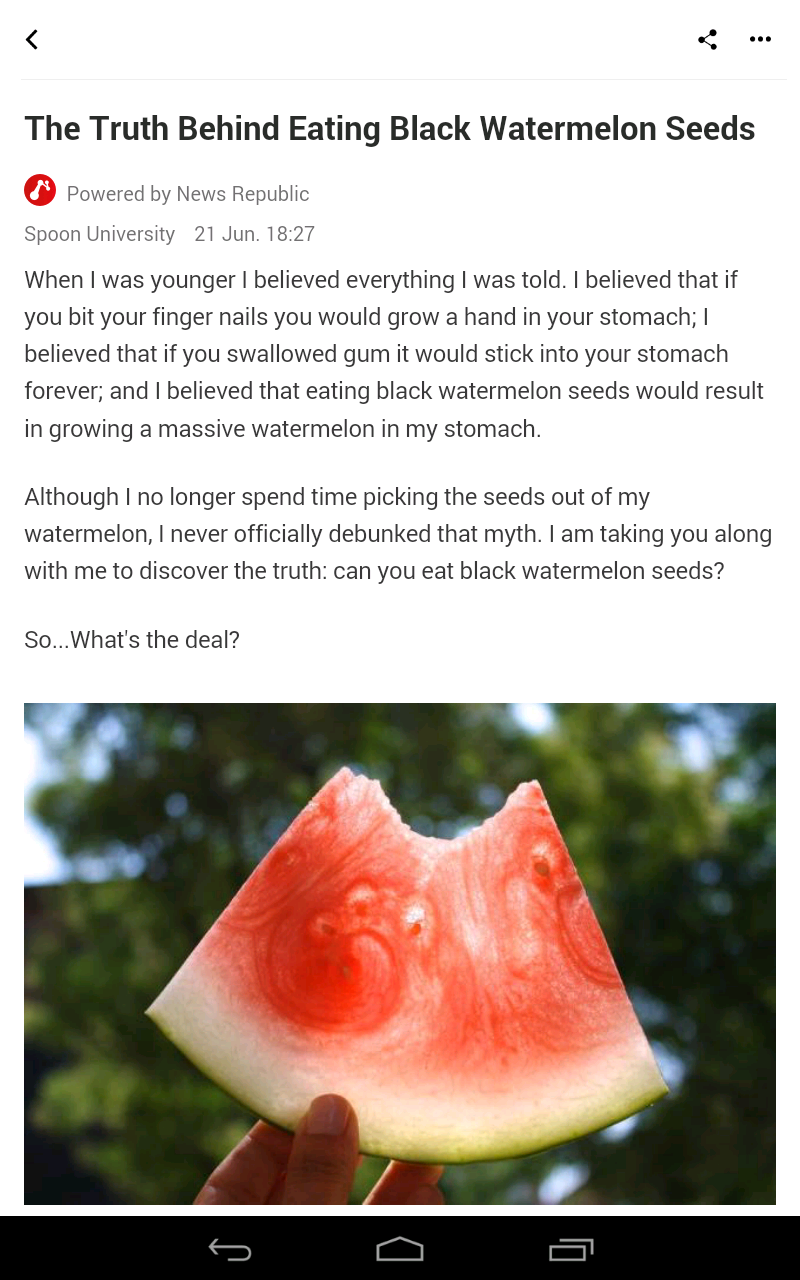 The Truth Behind Eating Black Watermelon Seeds
Powered by News Republic
Spoon University 21 Jun. 18:27
When I was younger I believed everything I was told. I believed that if
you bit your finger nails you would grow a hand in your stomach; I
believed that if you swallowed gum it would stick into your stomach
forever; and I believed that eating black watermelon seeds would result
in growing a massive watermelon in my stomach.
Although I no longer spend time picking the seeds out of my
watermelon, I never officially debunked that myth. I am taking you along
with me to discover the truth: can you eat black watermelon seeds?
So...What's the deal?